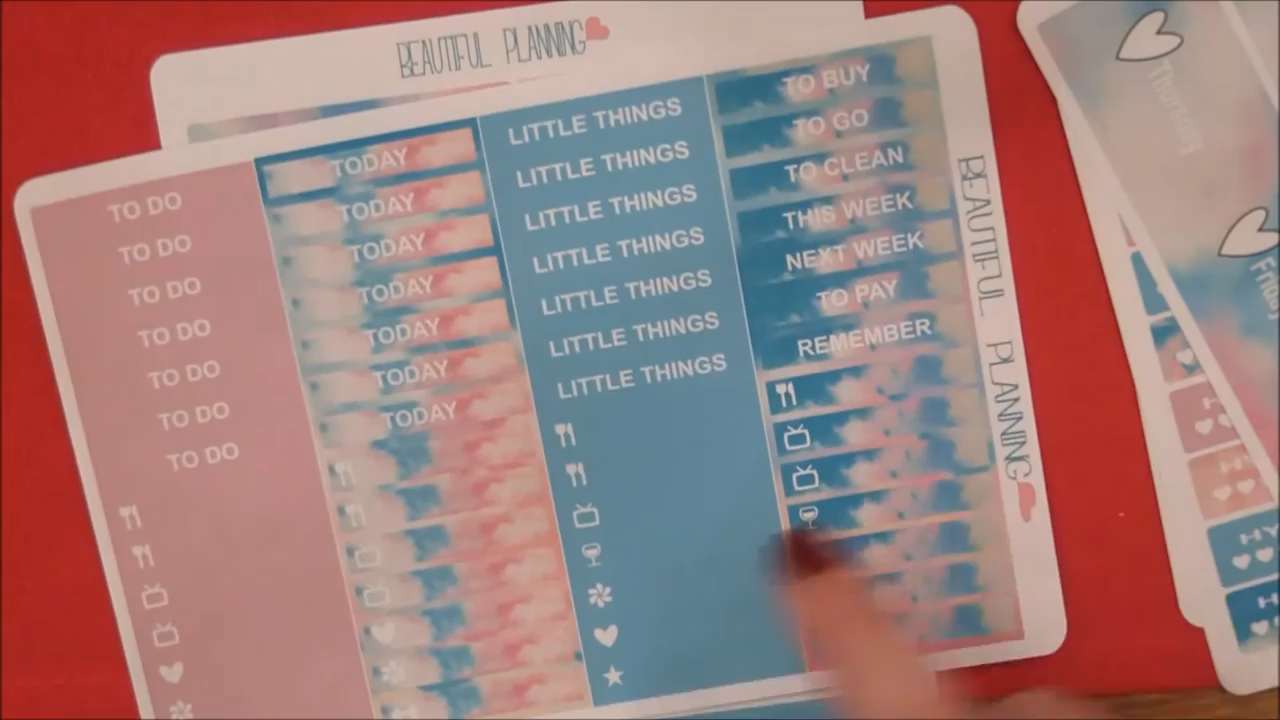 BEAUTIFUL PLANNING
TO DO
TO DO
TO DO
TO DO
TO DO
TO DO
TO DO
TODAY
TODAY
TODAY
TODAY
TODAY
TODAY
TODAY
LITTLE THINGS
LITTLE THINGS
LITTLE THINGS
LITTLE THINGS
LITTLE THINGS
LITTLE THINGS
LITTLE THINGS
TO BUY
TO GO
TO CLEAN
THIS WEEK
NEXT WEEK
TO PAY
REMEMBER
BEAUTIFUL PLANNING
Thursday
Friday